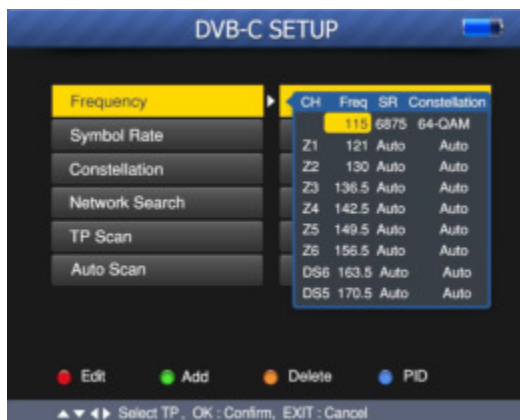 DVB-C SETUP
Frequency
Symbol Rate
Constellation
Network Search
TP Scan
Auto Scan
CH Freq SR Constellation
115 6875 64-QAM
Z1 121 Auto Auto
Z2 130 Auto Auto
Z3 136.5 Auto Auto
Z4 142.5 Auto Auto
Z5 149.5 Auto Auto
Z6 156.5 Auto Auto
DS6 163.5 Auto Auto
DS5 170.5 Auto Auto
Edit Add Delete PID
Select TP, OK : Confirm, EXIT : Cancel